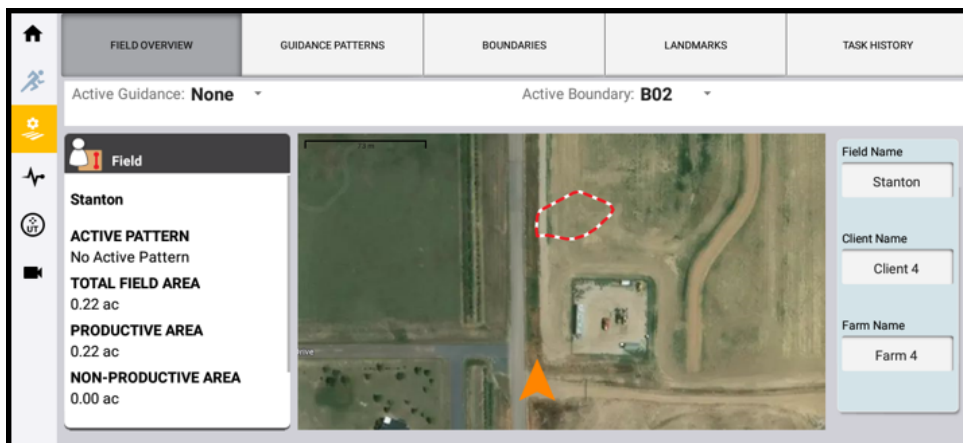 FIELD OVERVIEW
GUIDANCE PATTERNS
BOUNDARIES
LANDMARKS
TASK HISTORY
Active Guidance: None
Active Boundary: B02
Field
Stanton
ACTIVE PATTERN
No Active Pattern
TOTAL FIELD AREA
0.22 ac
PRODUCTIVE AREA
0.22 ac
NON-PRODUCTIVE AREA
0.00 ac
Field Name
Stanton
Client Name
Client 4
Farm Name
Farm 4
UT